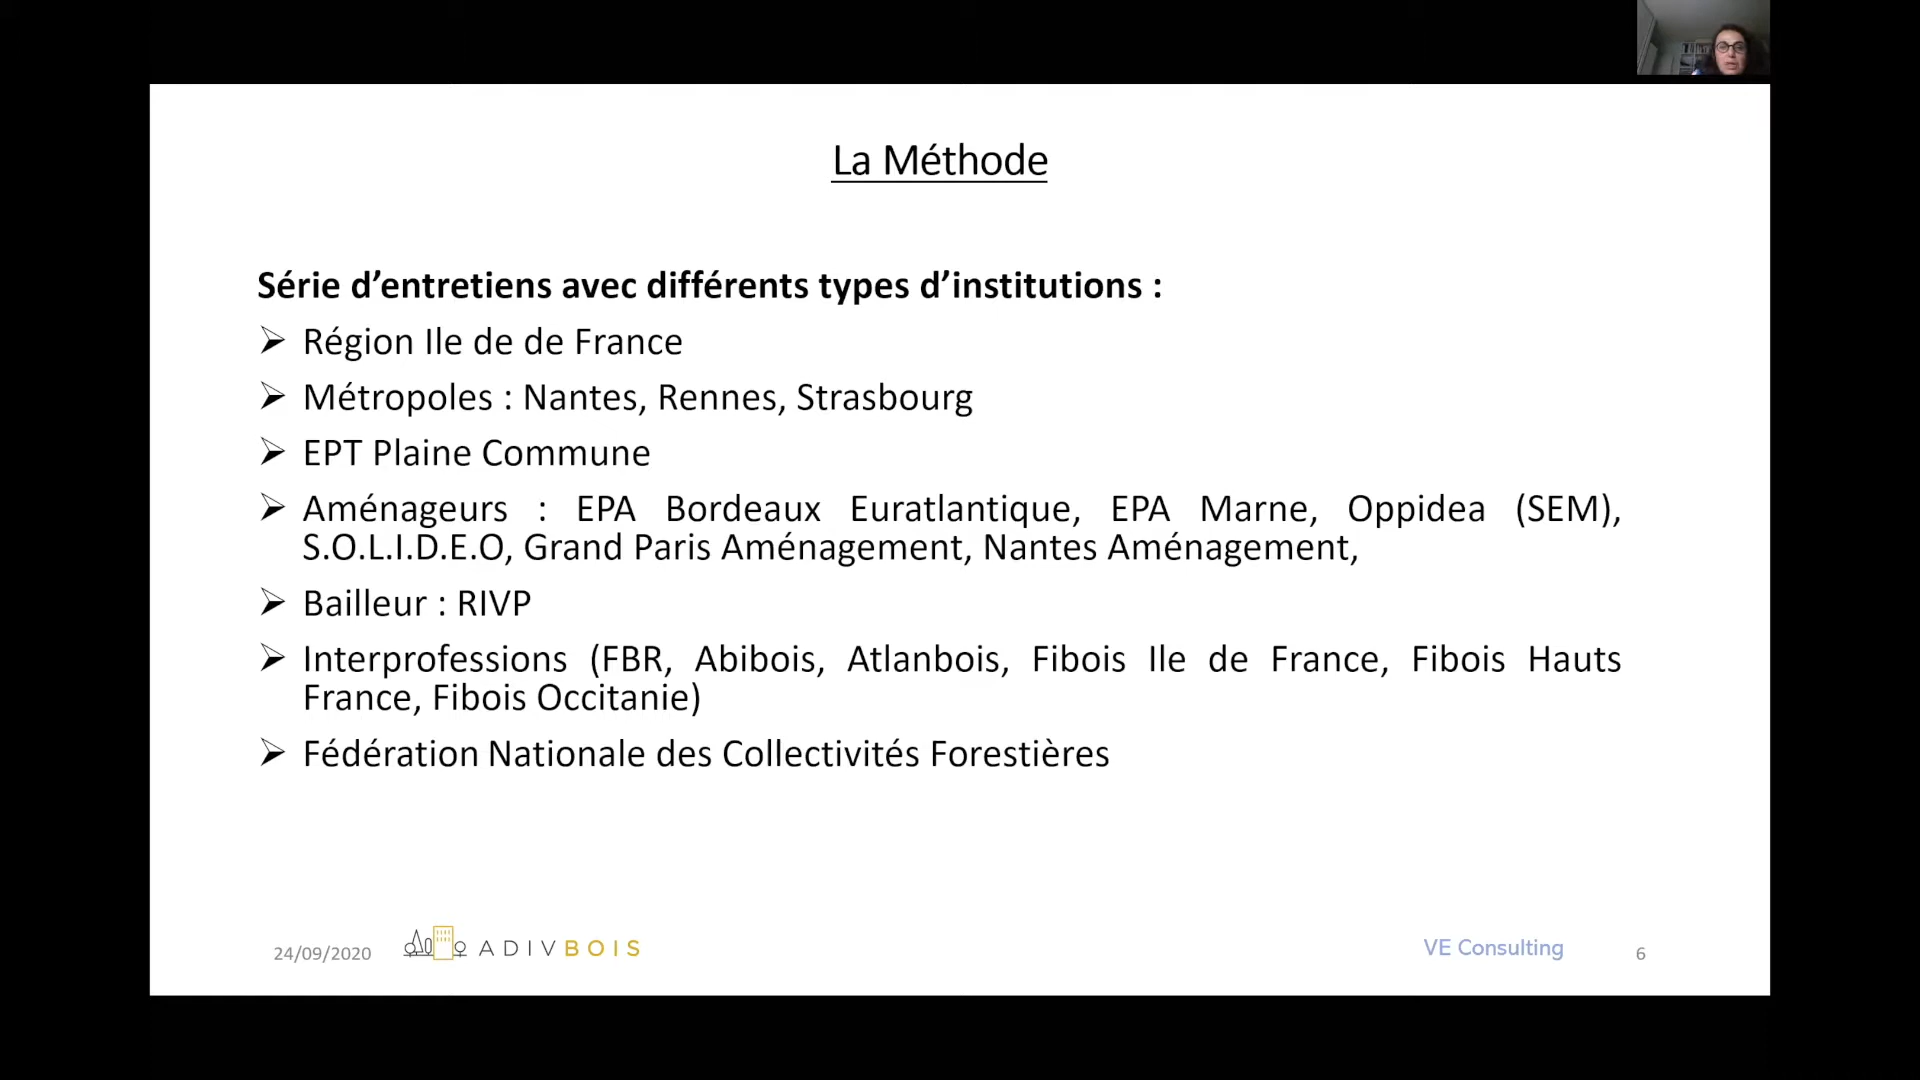 La Méthode
Série d’entretiens avec différents types d’institutions :
➢ Région Ile de de France
➢ Métropoles : Nantes, Rennes, Strasbourg
➢ EPT Plaine Commune
➢ Aménageurs : EPA Bordeaux Euratlantique, EPA Marne, Oppidea (SEM),
S.O.L.I.D.E.O, Grand Paris Aménagement, Nantes Aménagement,
➢ Bailleur : RIVP
➢ Interprofessions (FBR, Abibois, Atlanbois, Fibois Ile de France, Fibois Hauts
France, Fibois Occitanie)
➢ Fédération Nationale des Collectivités Forestières
24/09/2020
ADIVBOIS
VE Consulting
6